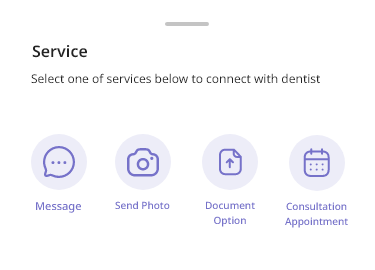 Service
Select one of services below to connect with dentist
Message
Send Photo
Document
Option
Consultation
Appointment